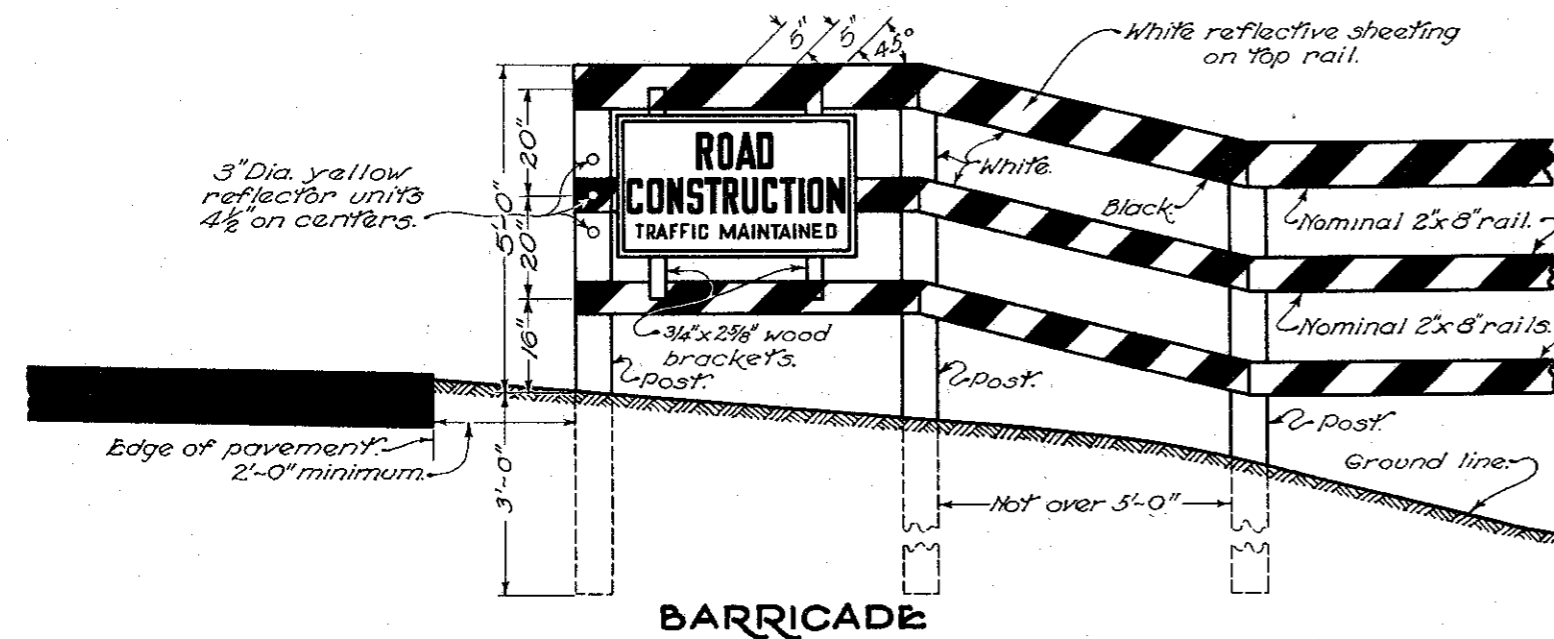 5"
5"
45°
White reflective sheeting
on top rail.
3" Dia. yellow
reflector units
4½" on centers.
5'-0"
20"
20"
16"
ROAD
CONSTRUCTION
TRAFFIC MAINTAINED
White.
Black.
Nominal 2"x 8" rail.
Nominal 2"x 8" rails.
3/4" x 2 5/8" wood
brackets.
Post.
Post.
Post.
Edge of pavement.
2'-0" minimum.
3'-0"
Not over 5'-0"
Ground line.
BARRICADE